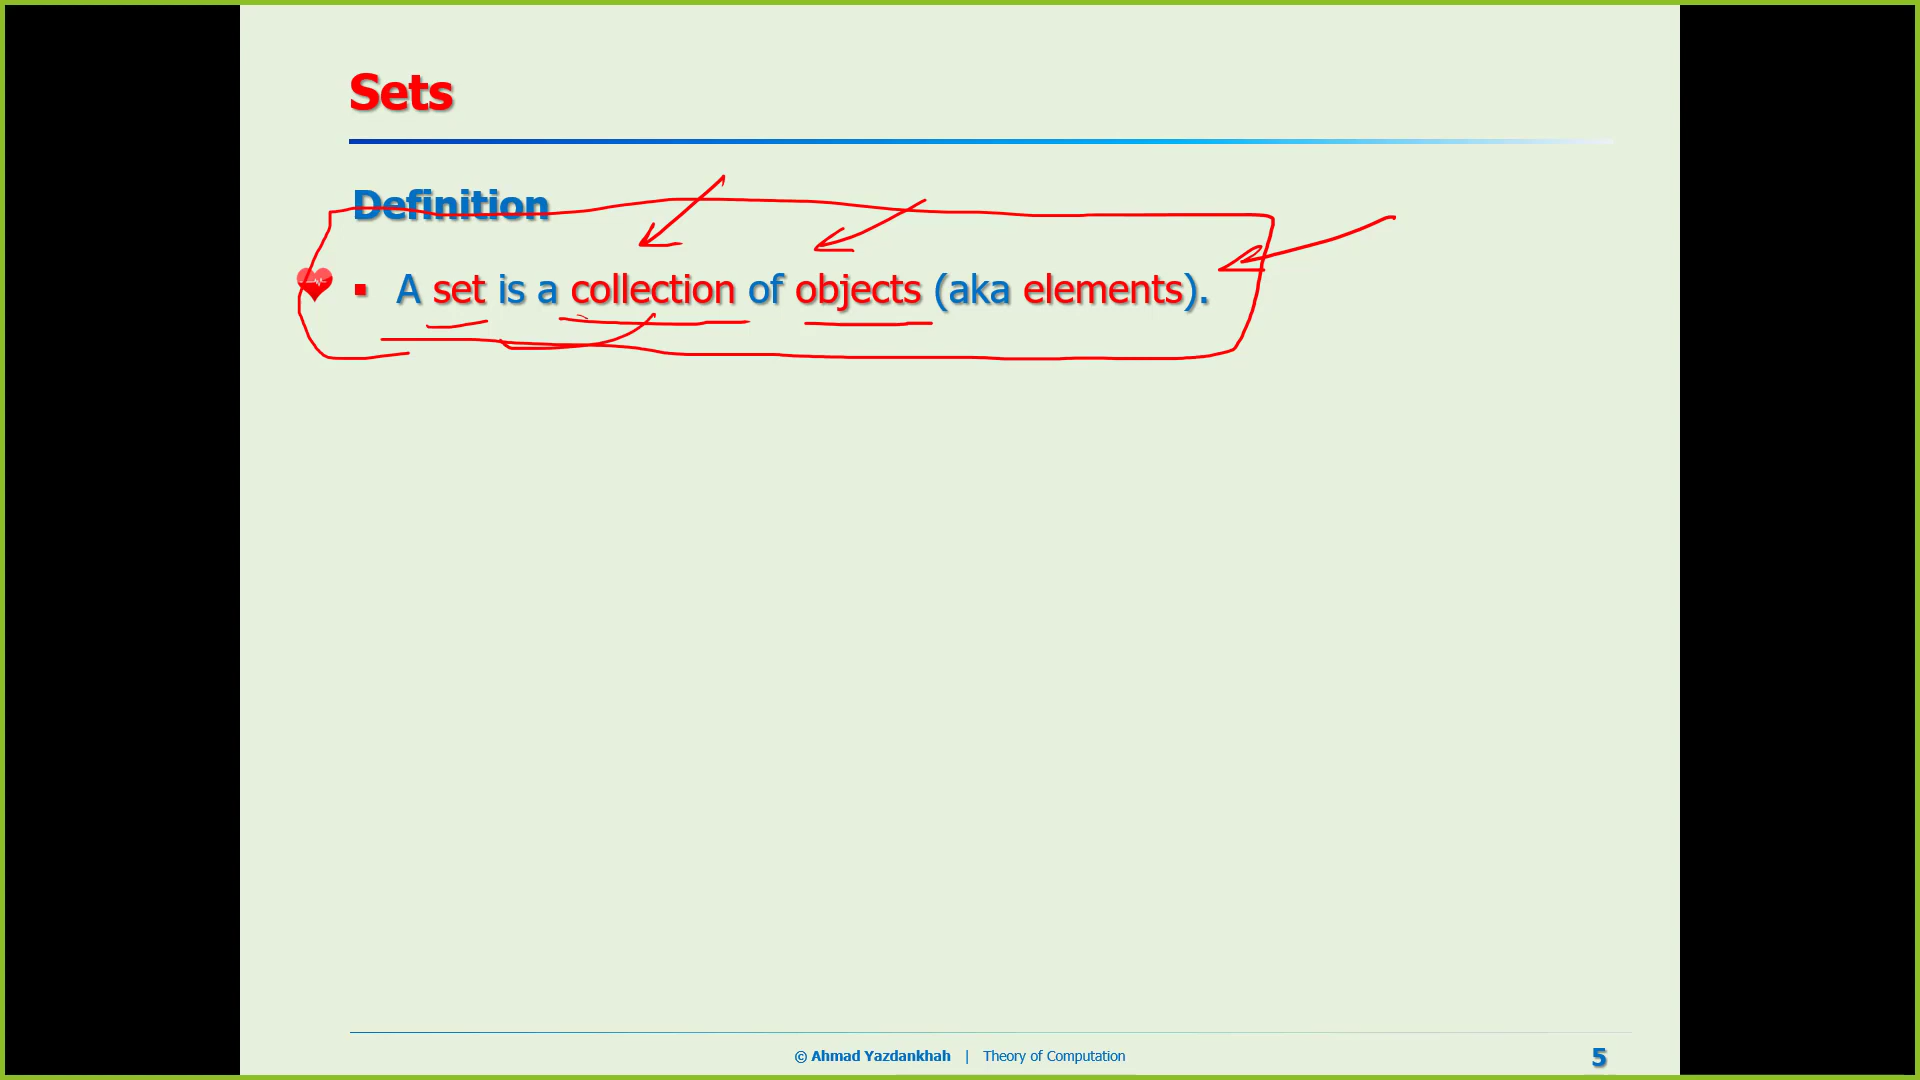 Sets
Definition
▪ A set is a collection of objects (aka elements).
© Ahmad Yazdankhah | Theory of Computation
5